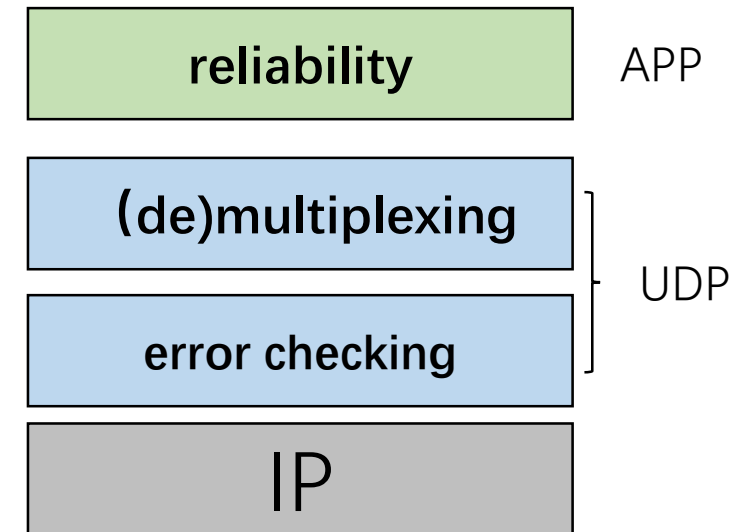 reliability
APP
(de)multiplexing
UDP
error checking
IP